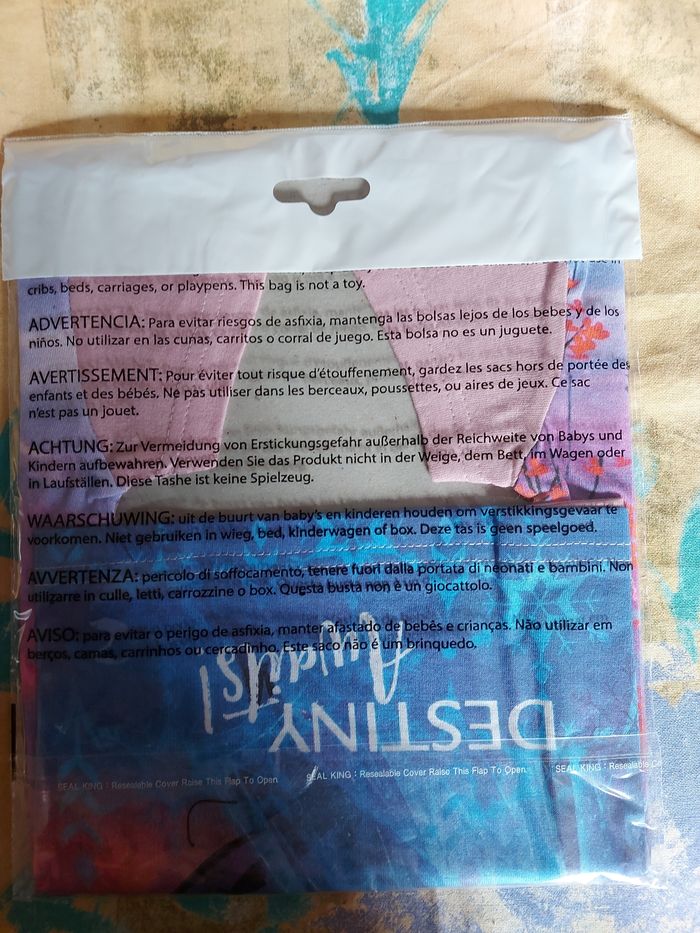 cribs, beds, carriages, or playpens. This bag is not a toy.
ADVERTENCIA: Para evitar riesgos de asfixia, mantenga las bolsas lejos de los bebes y de los
niños. No utilizar en las cunas, carritos o corral de juego. Esta bolsa no es un juguete.
AVERTISSEMENT: Pour éviter tout risque d'étouffenement, gardez les sacs hors de portée des
enfants et des bébés. Ne pas utiliser dans les berceaux, poussettes, ou aires de jeux. Ce sac
n'est pas un jouet.
ACHTUNG: Zur Vermeidung von Erstickungsgefahr außerhalb der Reichweite von Babys und
Kindern aufbewahren. Verwenden Sie das Produkt nicht in der Weige, dem Bett, im Wagen oder
in Laufställen. Diese Tashe ist keine Spielzeug.
WAARSCHUWING: uit de buurt van baby's en kinderen houden om verstikkingsgevaar te
voorkomen. Niet gebruiken in wieg, bed, kinderwagen of box. Deze tas is geen speelgoed.
AVVERTENZA: pericolo di soffocamento, tenere fuori dalla portata di neonati e bambini. Non
utilizarre in culle, letti, carrozzine o box. Questa busta non è un giocattolo.
AVISO: para evitar o perigo de asfixia, manter afastado de bebês e crianças. Não utilizar em
berços, camas, carrinhos ou cercadinho. Este saco não é um brinquedo.
DESTINY
Awaits!
SEAL KING : Resealable Cover Raise This Flap To Open. SEAL KING : Resealable Cover Raise This Flap To Open. SEAL KING : Resealable Co